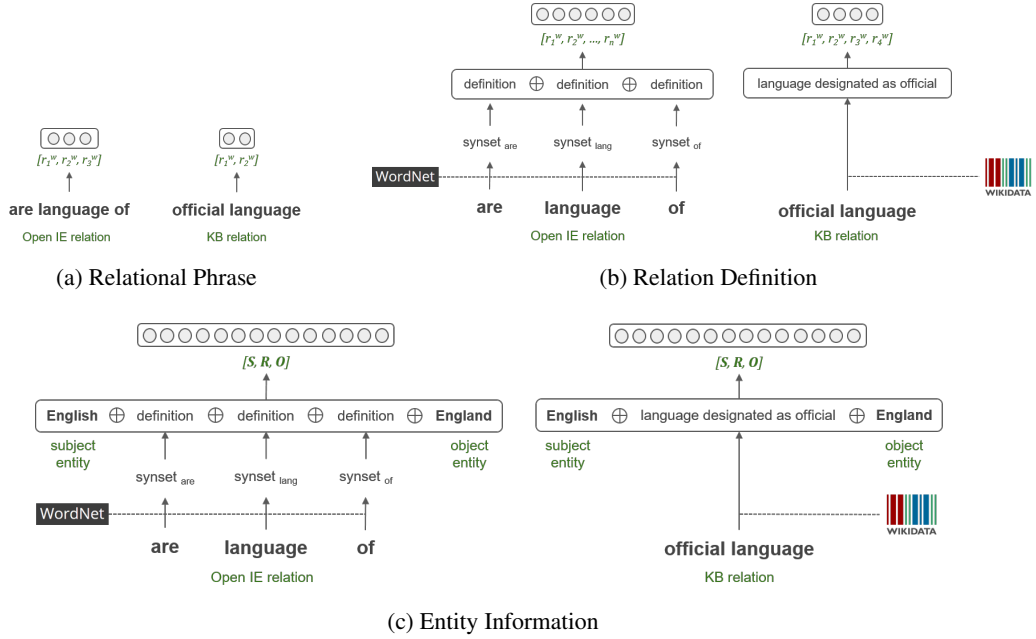 [r₁ʷ, r₂ʷ, r₃ʷ]
are language of
Open IE relation
[r₁ʷ, r₂ʷ]
official language
KB relation
(a) Relational Phrase
[r₁ʷ, r₂ʷ, ..., rₙʷ]
definition ⊕ definition ⊕ definition
synset are synset lang synset of
WordNet
are language of
Open IE relation
[r₁ʷ, r₂ʷ, r₃ʷ, r₄ʷ]
language designated as official
WIKIDATA
official language
KB relation
(b) Relation Definition
[S, R, O]
English ⊕ definition ⊕ definition ⊕ definition ⊕ England
subject
entity
object
entity
synset are synset lang synset of
WordNet
are language of
Open IE relation
[S, R, O]
English ⊕ language designated as official ⊕ England
subject
entity
object
entity
WIKIDATA
official language
KB relation
(c) Entity Information